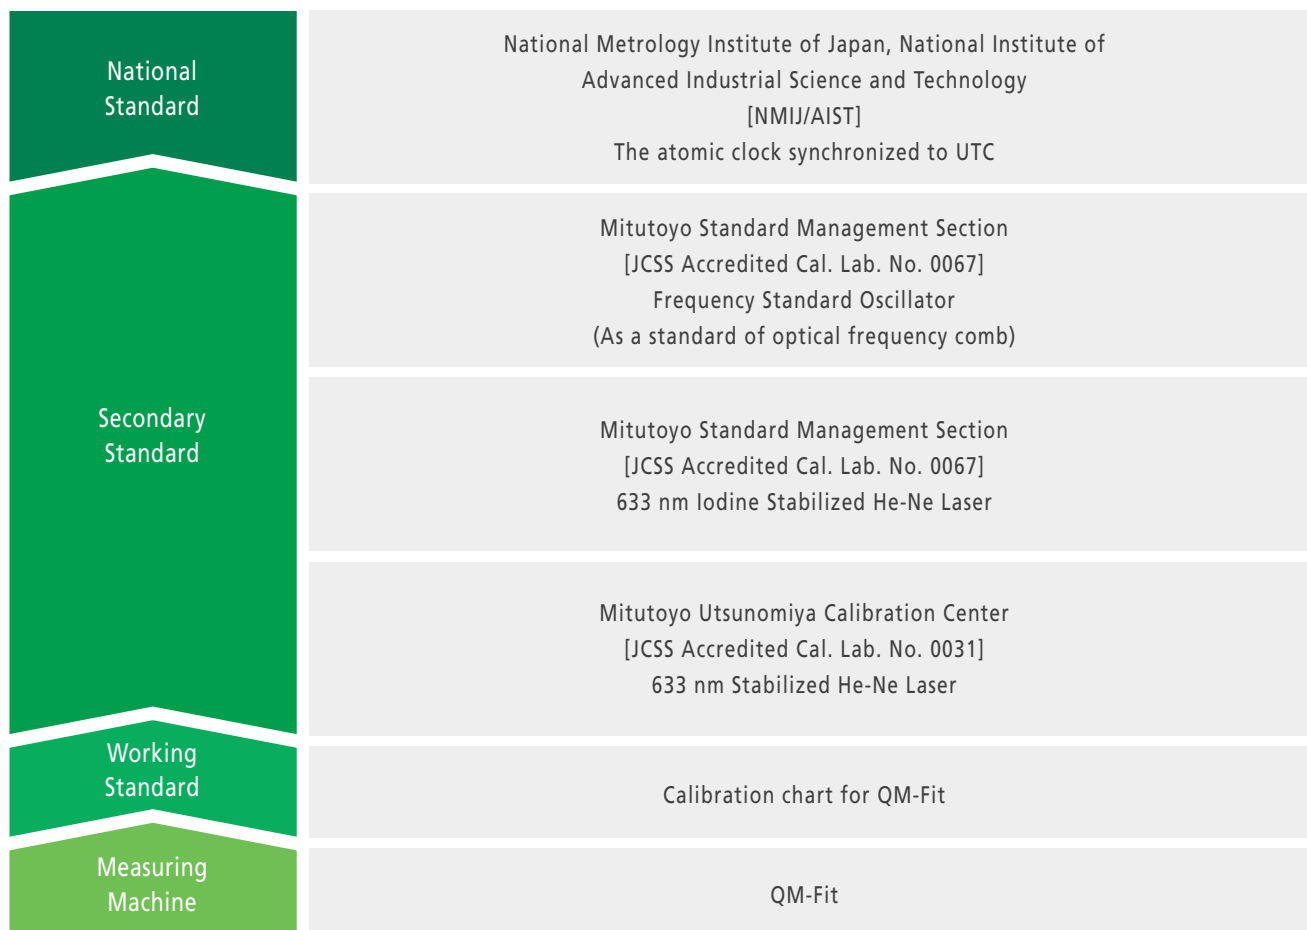 National
Standard
National Metrology Institute of Japan, National Institute of
Advanced Industrial Science and Technology
[NMIJ/AIST]
The atomic clock synchronized to UTC
Secondary
Standard
Mitutoyo Standard Management Section
[JCSS Accredited Cal. Lab. No. 0067]
Frequency Standard Oscillator
(As a standard of optical frequency comb)
Mitutoyo Standard Management Section
[JCSS Accredited Cal. Lab. No. 0067]
633 nm Iodine Stabilized He-Ne Laser
Mitutoyo Utsunomiya Calibration Center
[JCSS Accredited Cal. Lab. No. 0031]
633 nm Stabilized He-Ne Laser
Working
Standard
Calibration chart for QM-Fit
Measuring
Machine
QM-Fit